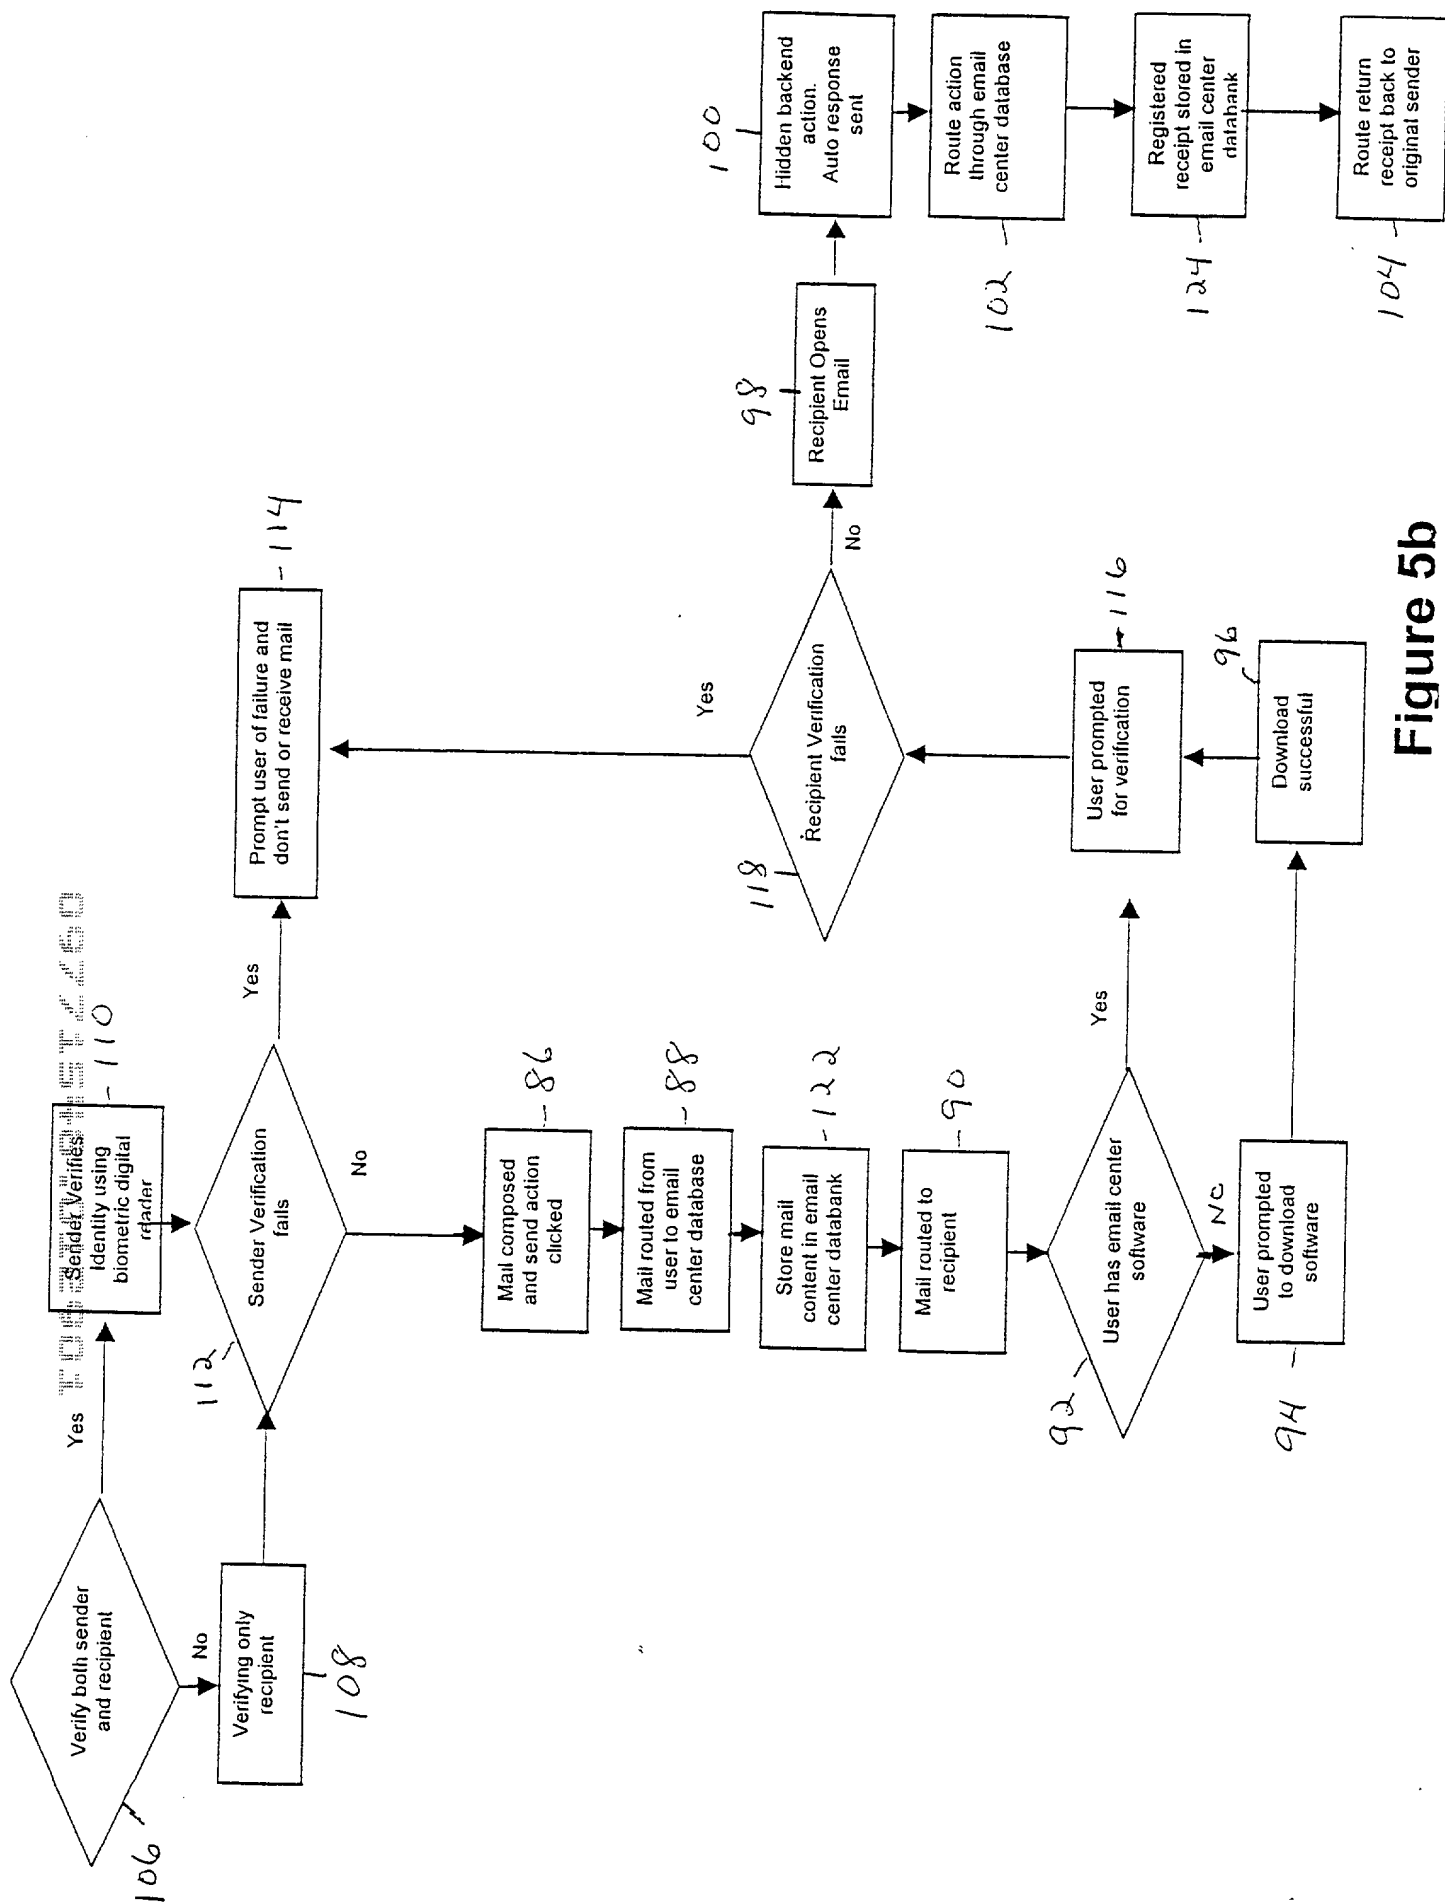 106
Verify both sender
and recipient
Yes
No
Verifying only
recipient
108
Sender Verifies
Identity using
biometric digital
reader
110
112
Sender Verification
fails
Yes
No
Prompt user of failure and
don't send or receive mail
114
Mail composed
and send action
clicked
86
Mail routed from
user to email
center database
88
Store mail
content in email
center databank
122
Mail routed to
recipient
90
92
User has email center
software
Yes
NC
User prompted
to download
software
94
Download
successful
96
User prompted
for verification
116
118
Recipient Verification
fails
Yes
No
98
Recipient Opens
Email
100
Hidden backend
action.
Auto response
sent
Route action
through email
center database
102
Registered
receipt stored in
email center
databank
124
Route return
receipt back to
original sender
104
Figure 5b